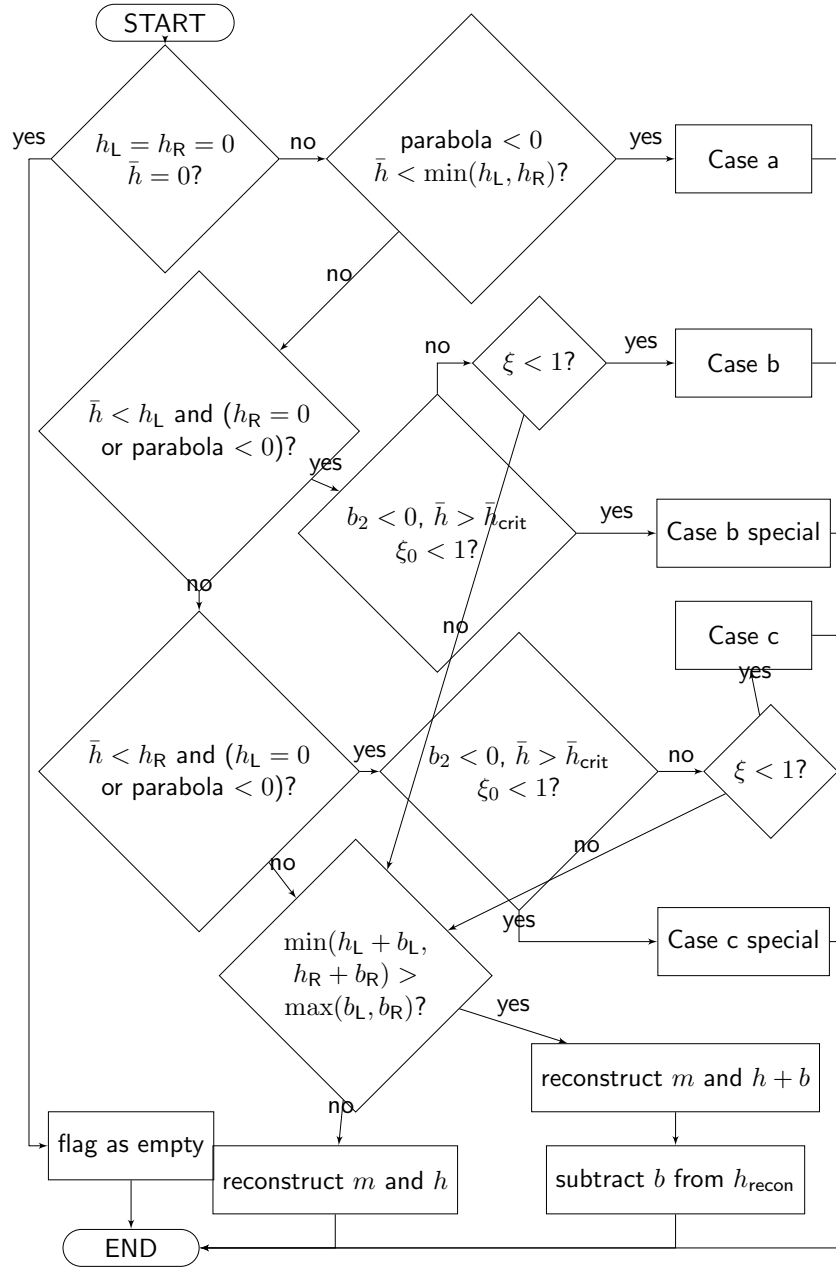 START
yes
h_L = h_R = 0
h̄ = 0?
no
parabola < 0
h̄ < min(h_L, h_R)?
yes
Case a
no
h̄ < h_L and (h_R = 0
or parabola < 0)?
yes
no
ξ < 1?
yes
Case b
b_2 < 0, h̄ > h̄_crit
ξ_0 < 1?
yes
Case b special
no
no
Case c
yes
h̄ < h_R and (h_L = 0
or parabola < 0)?
yes
b_2 < 0, h̄ > h̄_crit
ξ_0 < 1?
no
ξ < 1?
no
no
yes
Case c special
min(h_L + b_L,
h_R + b_R) >
max(b_L, b_R)?
yes
reconstruct m and h + b
no
flag as empty
reconstruct m and h
subtract b from h_recon
END